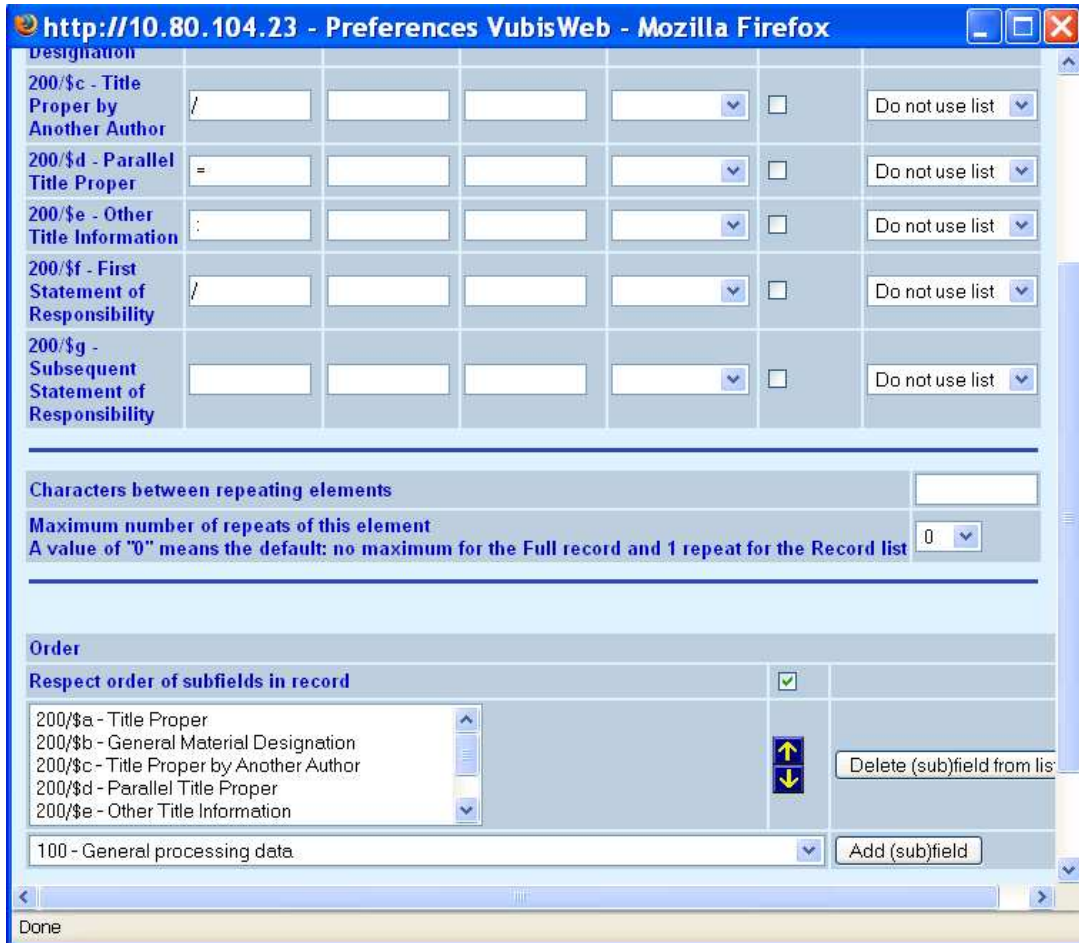 http://10.80.104.23 - Preferences VubisWeb - Mozilla Firefox
Designation
200/$c - Title
Proper by
Another Author
/
Do not use list
200/$d - Parallel
Title Proper
=
Do not use list
200/$e - Other
Title Information
:
Do not use list
200/$f - First
Statement of
Responsibility
/
Do not use list
200/$g -
Subsequent
Statement of
Responsibility
Do not use list
Characters between repeating elements
Maximum number of repeats of this element
A value of "0" means the default: no maximum for the Full record and 1 repeat for the Record list
0
Order
Respect order of subfields in record
200/$a - Title Proper
200/$b - General Material Designation
200/$c - Title Proper by Another Author
200/$d - Parallel Title Proper
200/$e - Other Title Information
Delete (sub)field from lis
100 - General processing data
Add (sub)field
Done